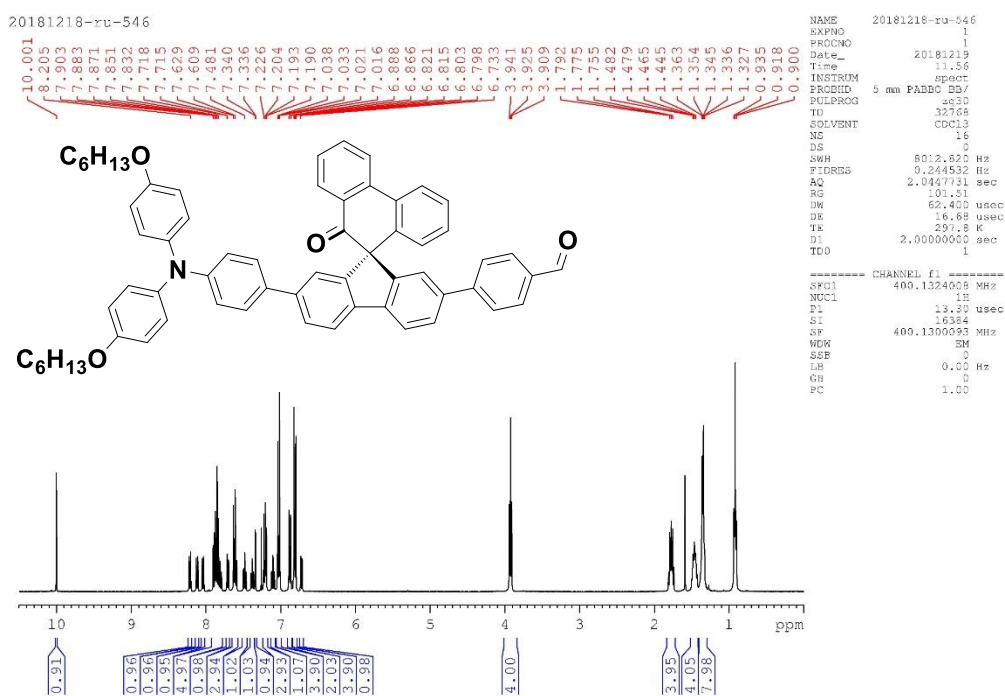 20181218-ru-546
10.001
8.205
7.903
7.883
7.871
7.851
7.832
7.718
7.715
7.629
7.609
7.481
7.340
7.336
7.226
7.204
7.193
7.190
7.038
7.033
7.021
7.016
6.888
6.866
6.821
6.815
6.803
6.798
6.733
3.941
3.925
3.909
1.792
1.775
1.755
1.482
1.479
1.465
1.445
1.363
1.354
1.345
1.336
1.327
0.935
0.918
0.900
C6H13O
O
O
N
C6H13O
NAME 20181218-ru-546
EXPNO 1
PROCNO 1
Date_ 20181219
Time 11.56
INSTRUM spect
PROBHD 5 mm PABBO BB/
PULPROG zg30
TD 32768
SOLVENT CDCl3
NS 16
DS 0
SWH 8012.820 Hz
FIDRES 0.244532 Hz
AQ 2.0447731 sec
RG 101.51
DW 62.400 usec
DE 16.68 usec
TE 297.8 K
D1 2.00000000 sec
TD0 1
======== CHANNEL f1 ========
SFO1 400.1324008 MHz
NUC1 1H
P1 13.30 usec
SI 16384
SF 400.1300093 MHz
WDW EM
SSB 0
LB 0.00 Hz
GB 0
PC 1.00
10 9 8 7 6 5 4 3 2 1 ppm
0.91
0.96
0.96
0.95
4.97
0.98
2.94
1.02
1.03
0.94
2.93
1.07
3.90
2.03
3.90
0.98
4.00
3.95
4.05
7.98